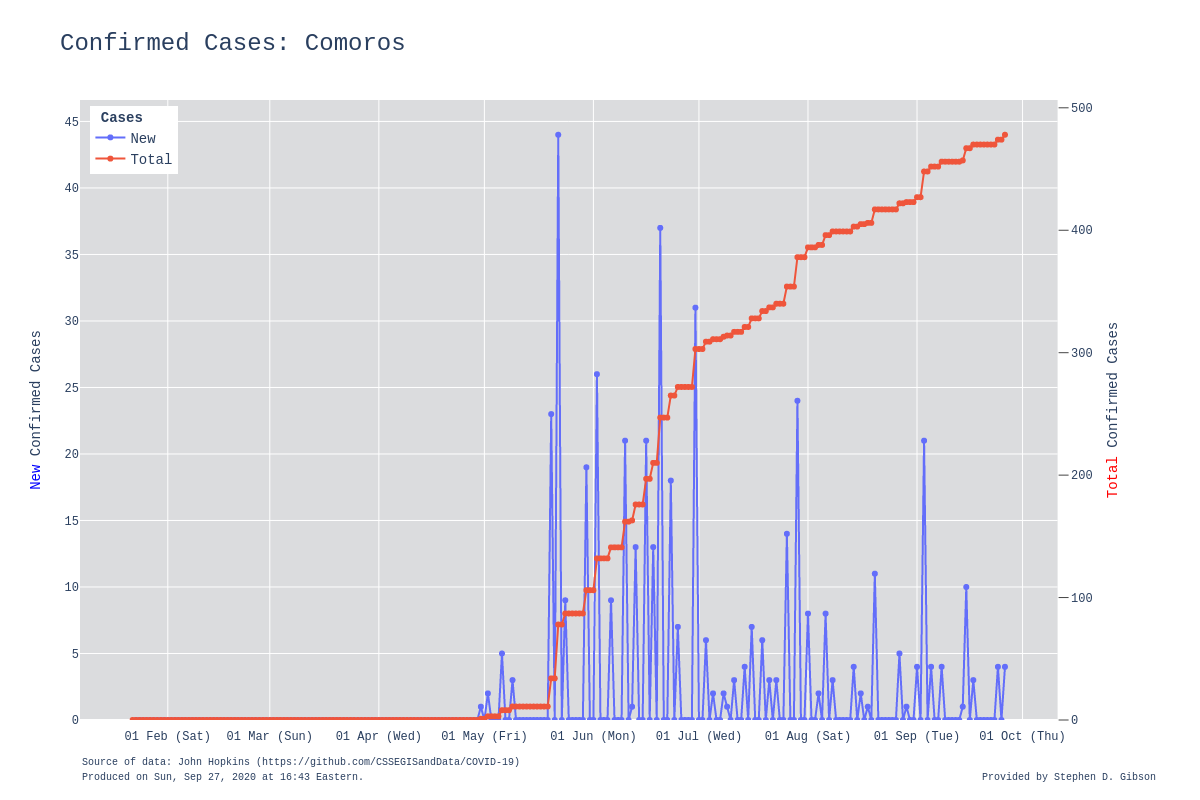 Confirmed Cases: Comoros
Cases
New
Total
45
40
35
30
25
20
15
10
5
0
New Confirmed Cases
500
400
300
200
100
0
Total Confirmed Cases
01 Feb (Sat) 01 Mar (Sun) 01 Apr (Wed) 01 May (Fri) 01 Jun (Mon) 01 Jul (Wed) 01 Aug (Sat) 01 Sep (Tue) 01 Oct (Thu)
Source of data: John Hopkins (https://github.com/CSSEGISandData/COVID-19)
Produced on Sun, Sep 27, 2020 at 16:43 Eastern.
Provided by Stephen D. Gibson